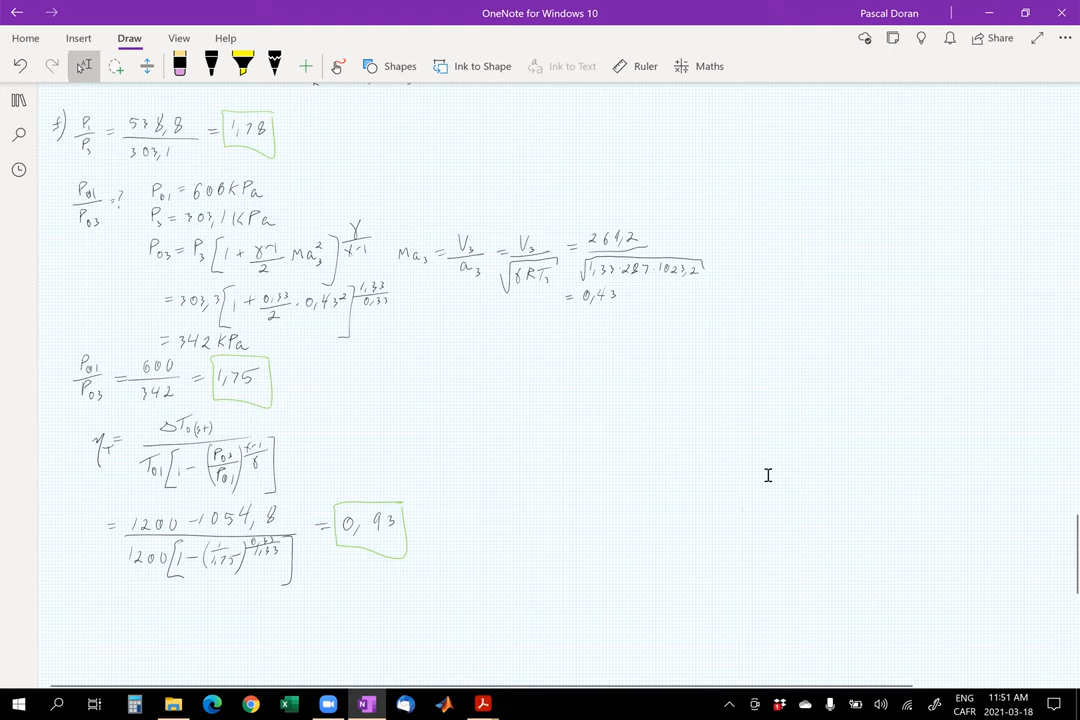 OneNote for Windows 10
Pascal Doran
Home Insert Draw View Help
Share
Shapes Ink to Shape Ink to Text Ruler Maths
f) P₁/P₃ = 538,8/303,1 = 1,78
P₀₁/P₀₃ = ? P₀₁ = 600 KPa
P₃ = 303,1 KPa
P₀₃ = P₃ [1 + γ-1/2 Ma₃²]^γ/γ-1 Ma₃ = V₃/a₃ = V₃/√γRT₃ = 269,2/√1,33·287·1023,2
= 303,3 [1 + 0,33/2 · 0,43²]^1,33/0,33 = 0,43
= 342 KPa
P₀₁/P₀₃ = 600/342 = 1,75
η_T = ΔT₀(st)/T₀₁[1 - (P₀₃/P₀₁)^γ-1/γ]
= 1200 - 1054,8/1200[1 - (1/1,75)^0,33/1,33] = 0,93
ENG
CAFR
11:51 AM
2021-03-18